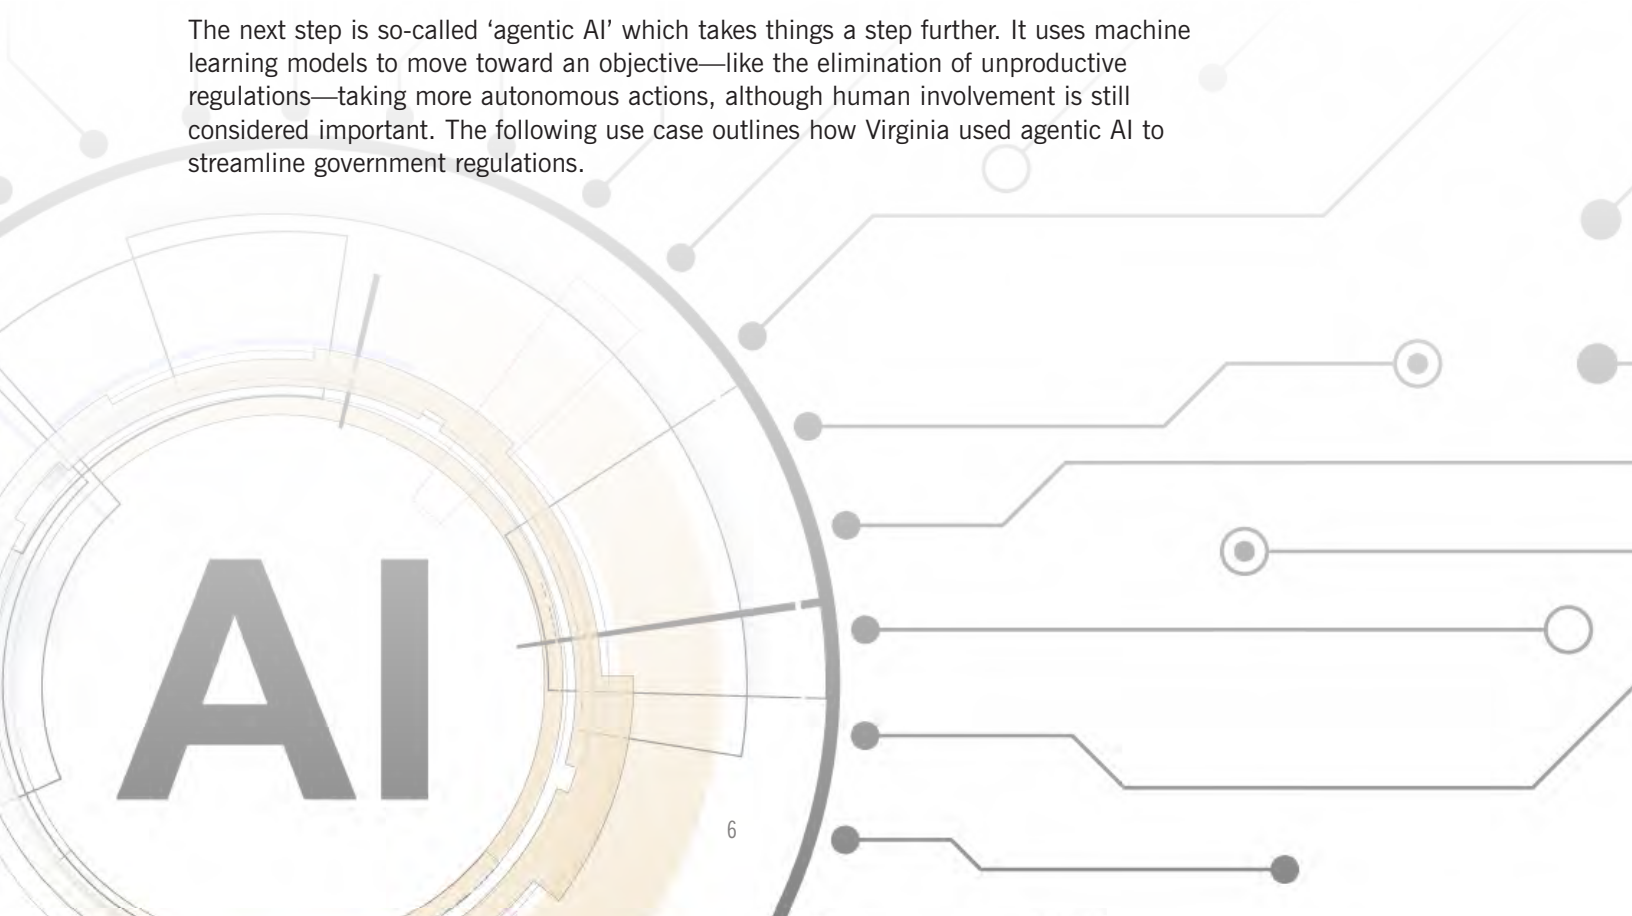 The next step is so-called ‘agentic AI’ which takes things a step further. It uses machine
learning models to move toward an objective—like the elimination of unproductive
regulations—taking more autonomous actions, although human involvement is still
considered important. The following use case outlines how Virginia used agentic AI to
streamline government regulations.
AI
6